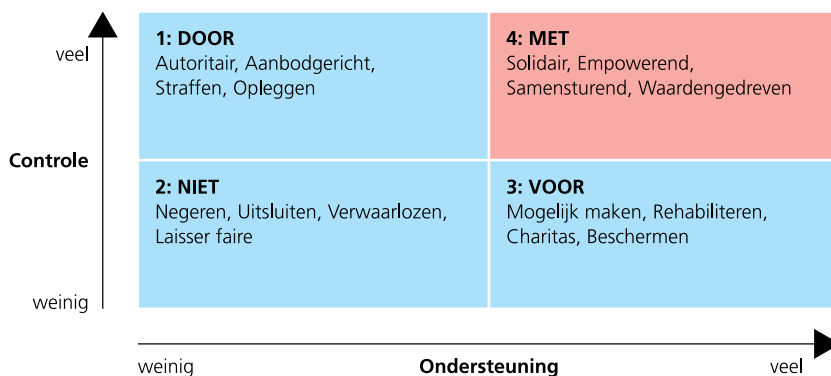 veel
Controle
weinig
1: DOOR
Autoritair, Aanbodgericht,
Straffen, Opleggen
4: MET
Solidair, Empowerend,
Samensturend, Waardengedreven
2: NIET
Negeren, Uitsluiten, Verwaarlozen,
Laisser faire
3: VOOR
Mogelijk maken, Rehabiliteren,
Charitas, Beschermen
weinig
Ondersteuning
veel